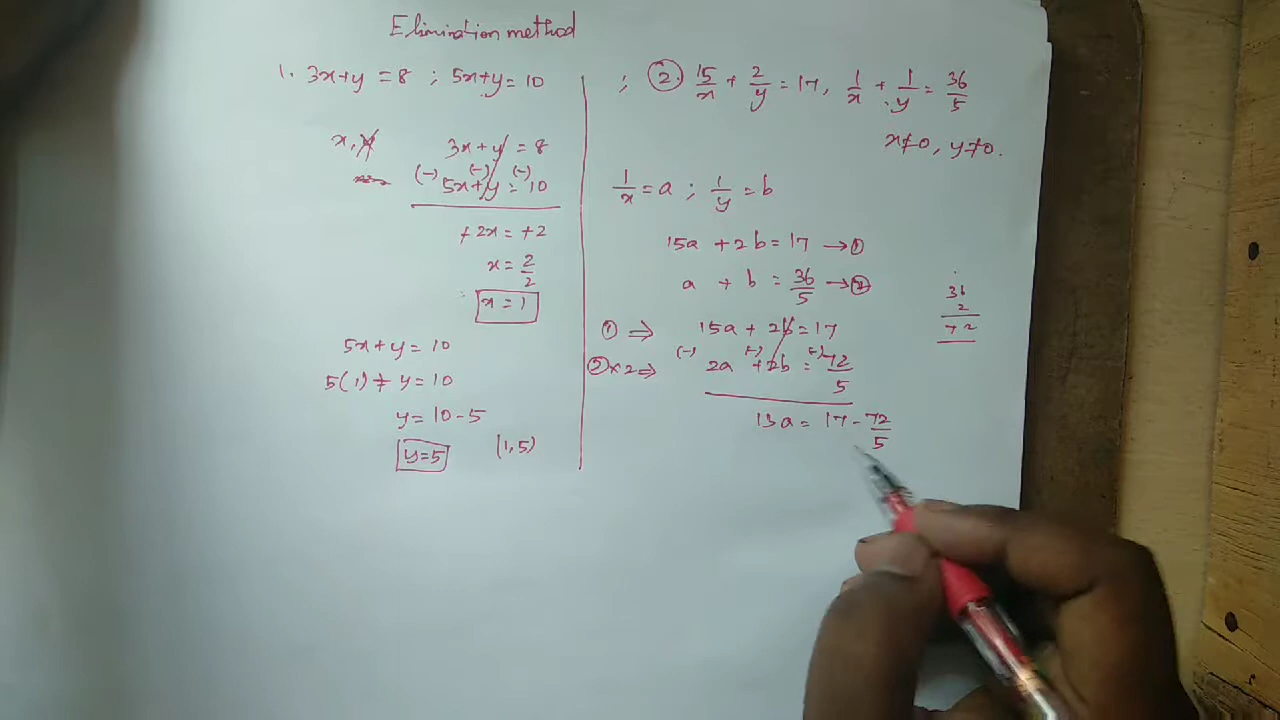 Elimination method
1. 3x+y = 8 ; 5x+y = 10
x, y
3x+y = 8
(-) (-) (-)
5x+y = 10
+2x = +2
x = 2/2
x = 1
5x+y = 10
5(1) + y = 10
y = 10-5
y=5 (1,5)
; 2. 15/x + 2/y = 17, 1/x + 1/y = 36/5
x≠0, y≠0.
1/x = a ; 1/y = b
15a + 2b = 17 → 1
a + b = 36/5 → 2
1 ⇒ 15a + 2b = 17
(-) (-) (-)
2 x 2 ⇒ 2a + 2b = 72/5
13a = 17 - 72/5
36
2
72